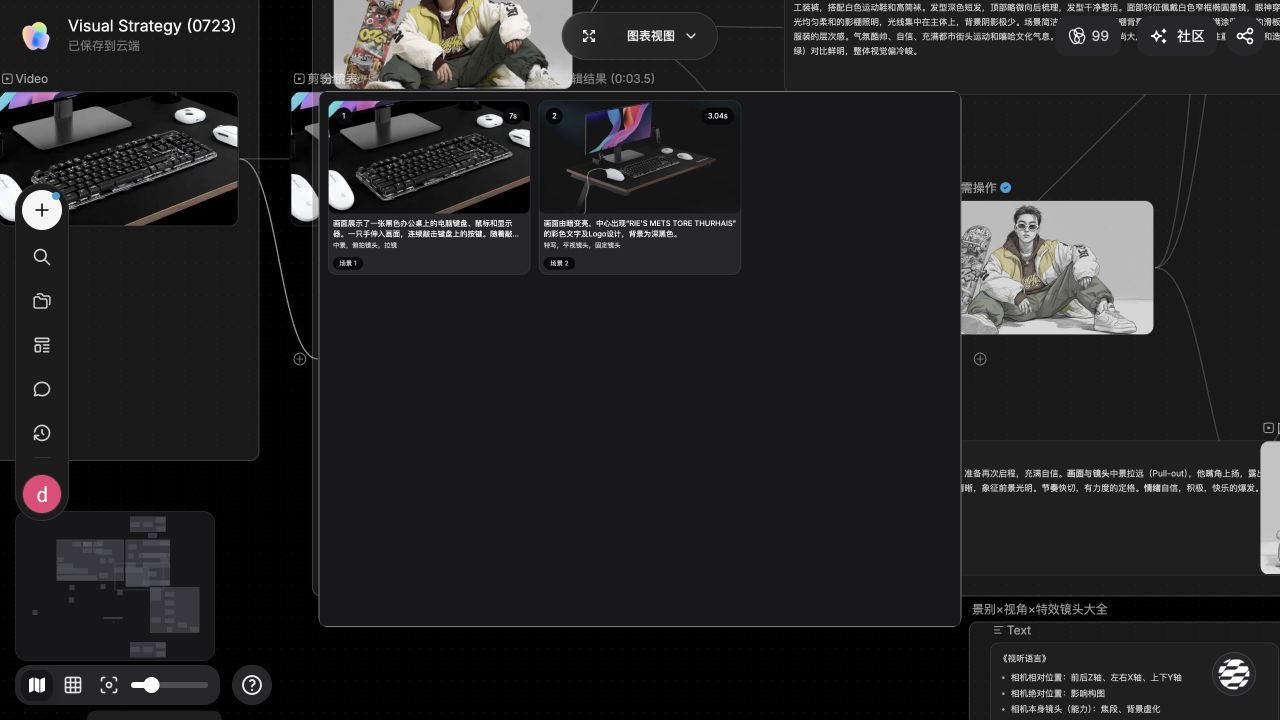 Visual Strategy (0723)
已保存到云端
图表视图
99
社区
Video
辑结果 (0:03.5)
1
7s
画面展示了一张黑色办公桌上的电脑键盘、鼠标和显示
器。一只手伸入画面，连续敲击键盘上的按键。随着敲...
中景，俯拍镜头，拉镜
场景 1
2
3.04s
画面由暗变亮，中心出现“RIE'S METS TORE THURHAIS”
的彩色文字及Logo设计，背景为深黑色。
特写，平视镜头，固定镜头
场景 2
工装裤，搭配白色运动鞋和高筒袜。发型深色短发，顶部略微向后梳理，发型干净整洁。面部特征佩戴白色窄框椭圆墨镜，眼神
光均匀柔和的影棚照明，光线集中在主体上，背景阴影极少。场景简洁
服装的层次感。气氛酷帅、自信、充满都市街头运动和嘻哈文化气息。
绿）对比鲜明，整体视觉偏冷峻。
需操作
准备再次启程，充满自信。画面与镜头中景拉远（Pull-out），他嘴角上扬，露
晰，象征前景光明。节奏快切，有力度的定格。情绪自信，积极，快乐的爆发。
d
景别×视角×特效镜头大全
Text
《视听语言》
• 相机相对位置：前后Z轴、左右X轴、上下Y轴
• 相机绝对位置：影响构图
• 相机本身镜头（能力）：焦段、背景虚化